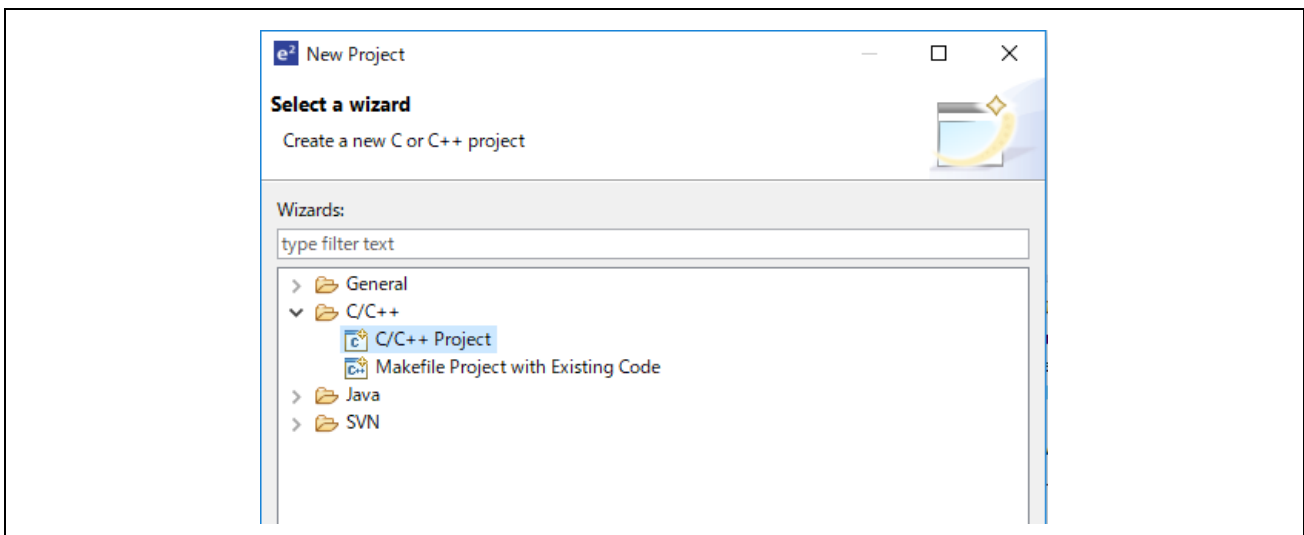 e² New Project
Select a wizard
Create a new C or C++ project
Wizards:
type filter text
General
C/C++
C/C++ Project
Makefile Project with Existing Code
Java
SVN